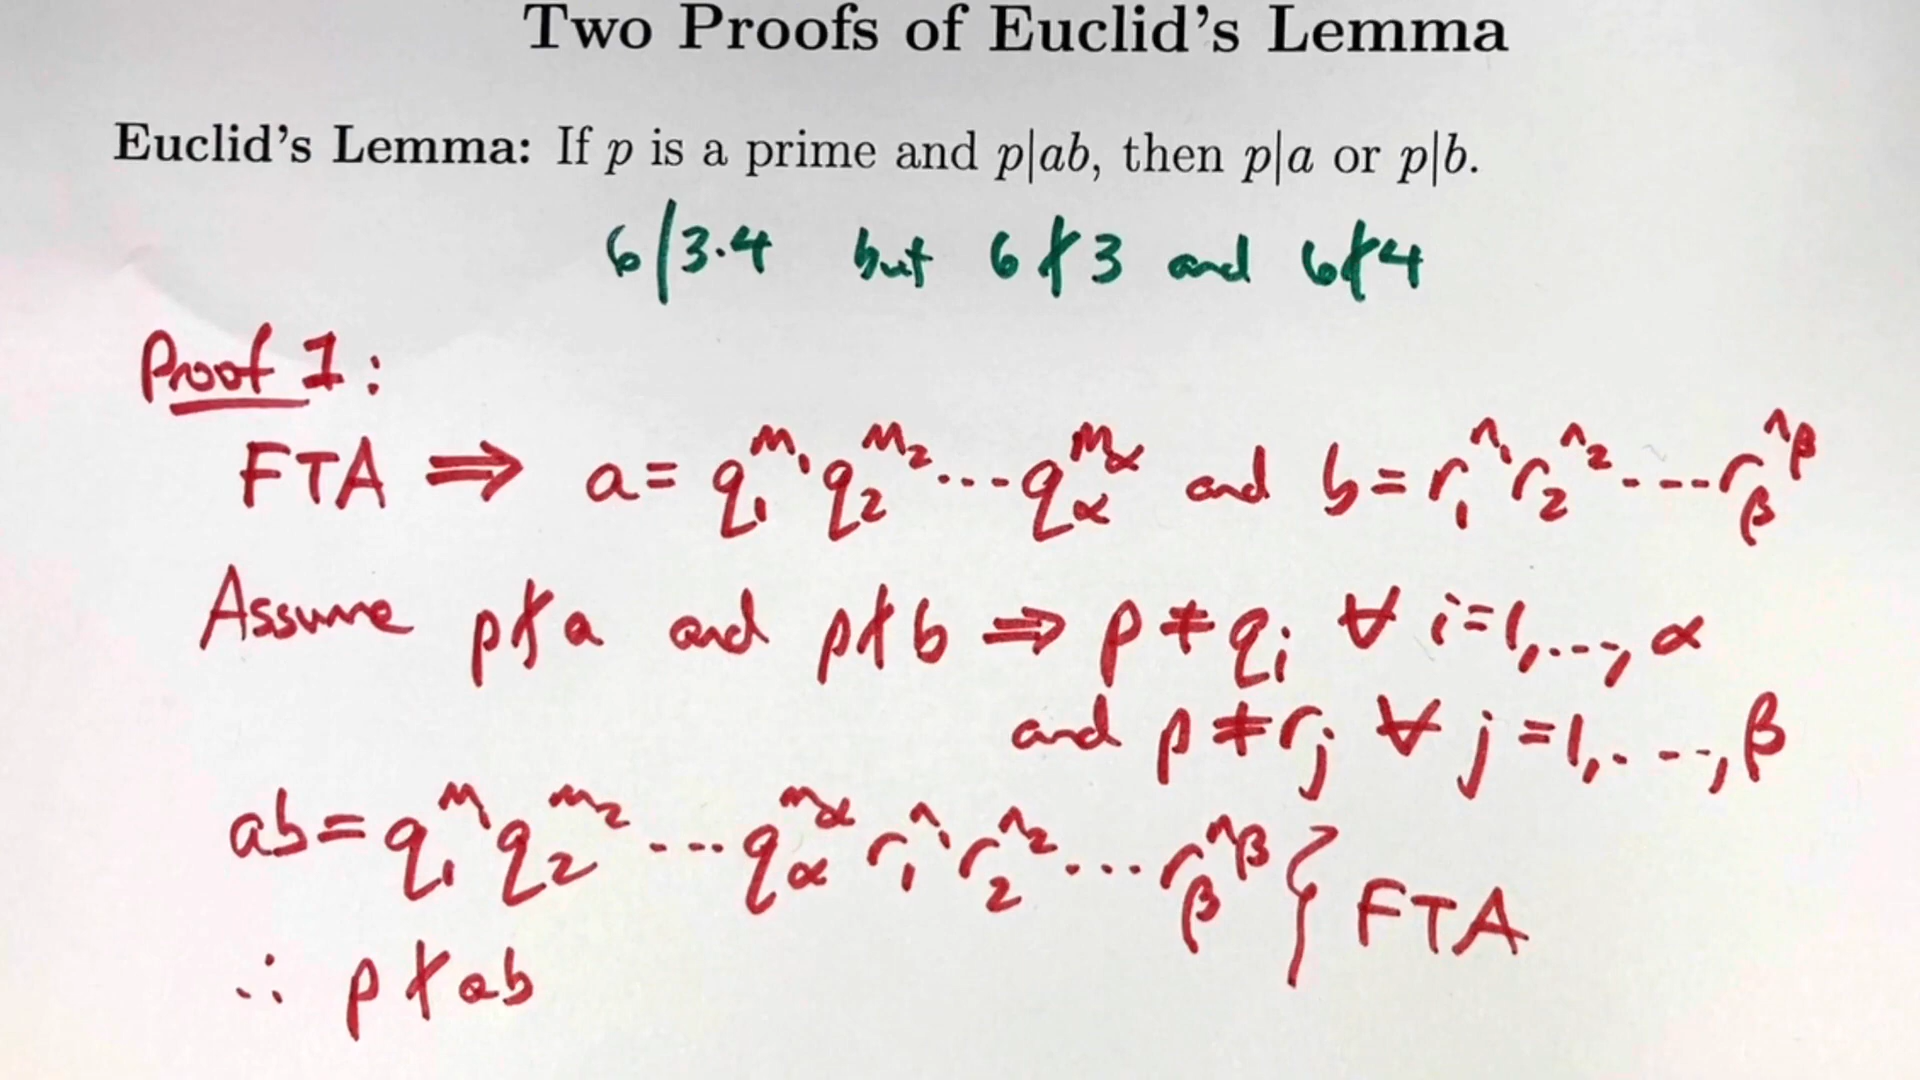 Two Proofs of Euclid's Lemma
Euclid's Lemma: If p is a prime and p|ab, then p|a or p|b.
6|3·4 but 6∤3 and 6∤4
Proof 1:
FTA ⟹ a = q₁^m₁ q₂^m₂ ··· q_α^m_α and b = r₁^n₁ r₂^n₂ ··· r_β^n_β
Assume p∤a and p∤b ⟹ p ≠ qᵢ ∀ i=1,...,α
and p ≠ rⱼ ∀ j=1,...,β
ab = q₁^m₁ q₂^m₂ ··· q_α^m_α r₁^n₁ r₂^n₂ ··· r_β^n_β } FTA
∴ p∤ab